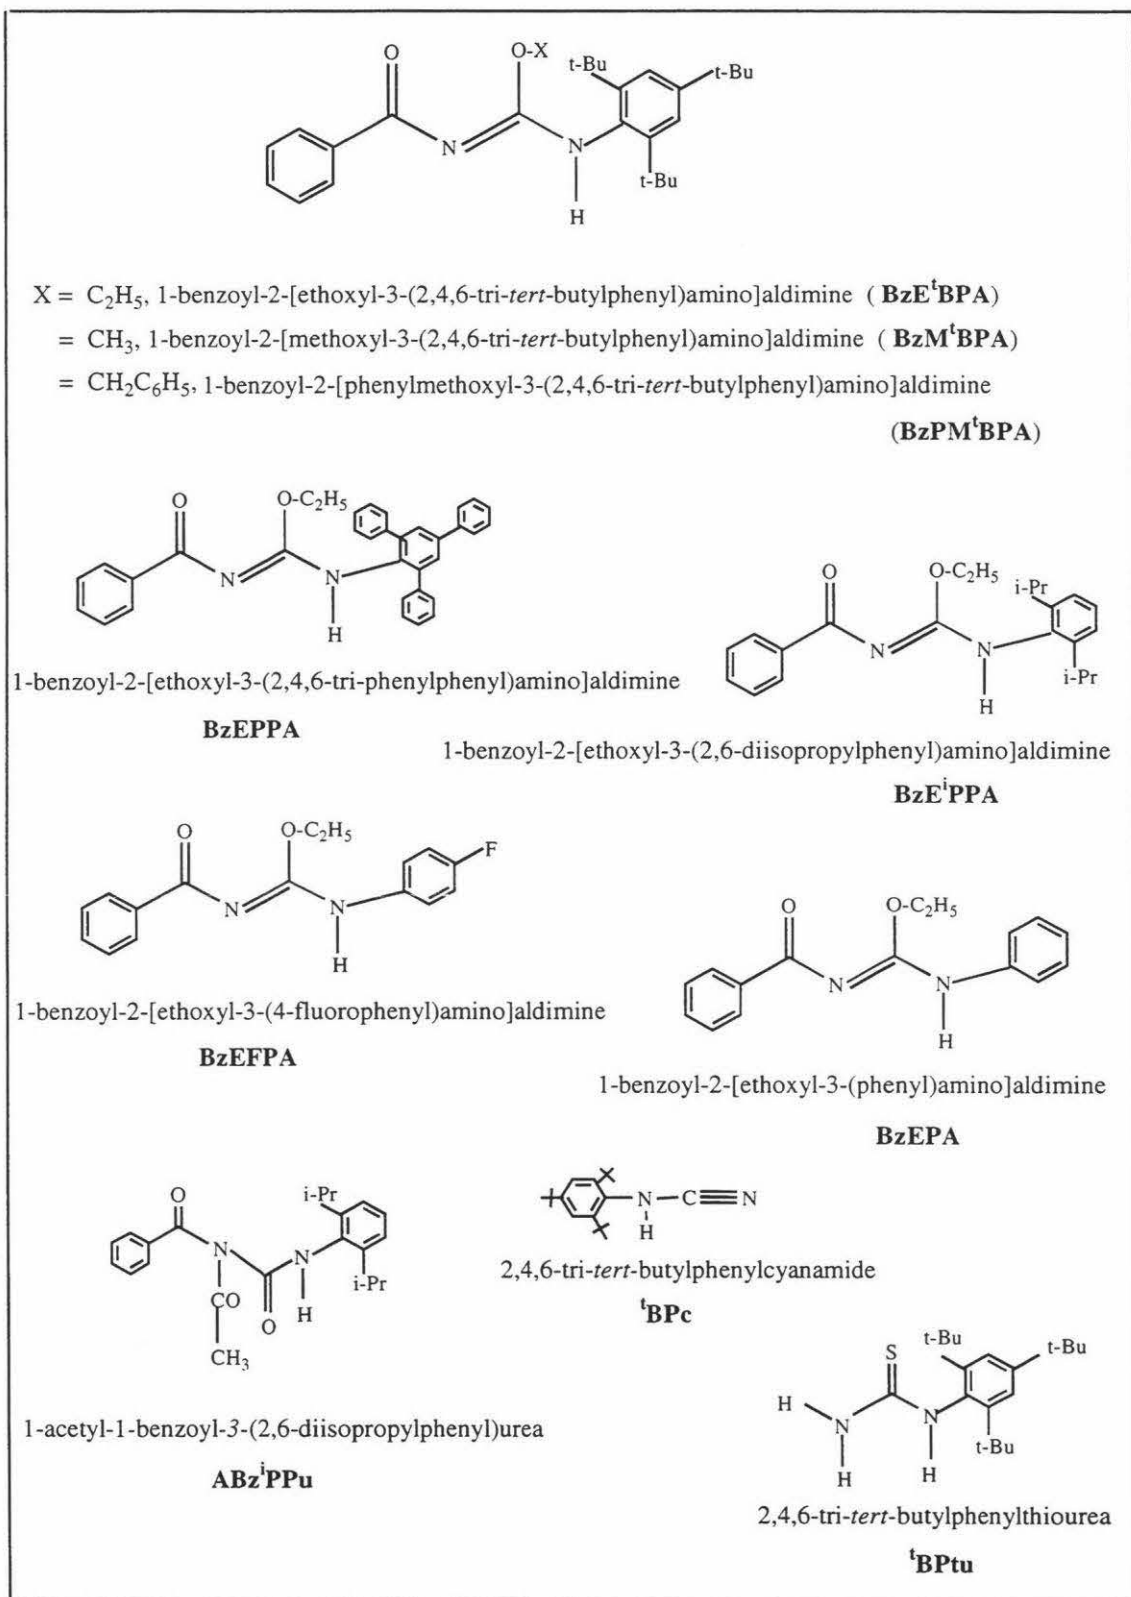 O
O-X
t-Bu
t-Bu
N
N
t-Bu
H
X = C₂H₅, 1-benzoyl-2-[ethoxyl-3-(2,4,6-tri-tert-butylphenyl)amino]aldimine ( BzEᵗBPA)
= CH₃, 1-benzoyl-2-[methoxyl-3-(2,4,6-tri-tert-butylphenyl)amino]aldimine ( BzMᵗBPA)
= CH₂C₆H₅, 1-benzoyl-2-[phenylmethoxyl-3-(2,4,6-tri-tert-butylphenyl)amino]aldimine
(BzPMᵗBPA)
O
O-C₂H₅
N
N
H
1-benzoyl-2-[ethoxyl-3-(2,4,6-tri-phenylphenyl)amino]aldimine
BzEPPA
O
O-C₂H₅
i-Pr
N
N
i-Pr
H
1-benzoyl-2-[ethoxyl-3-(2,6-diisopropylphenyl)amino]aldimine
BzEⁱPPA
O
O-C₂H₅
F
N
N
H
1-benzoyl-2-[ethoxyl-3-(4-fluorophenyl)amino]aldimine
BzEFPA
O
O-C₂H₅
N
N
H
1-benzoyl-2-[ethoxyl-3-(phenyl)amino]aldimine
BzEPA
O
i-Pr
N
N
i-Pr
CO
O
H
CH₃
1-acetyl-1-benzoyl-3-(2,6-diisopropylphenyl)urea
ABzⁱPPu
N C N
H
2,4,6-tri-tert-butylphenylcyanamide
ᵗBPc
S
t-Bu
t-Bu
H
N
N
t-Bu
H
H
2,4,6-tri-tert-butylphenylthiourea
ᵗBPtu